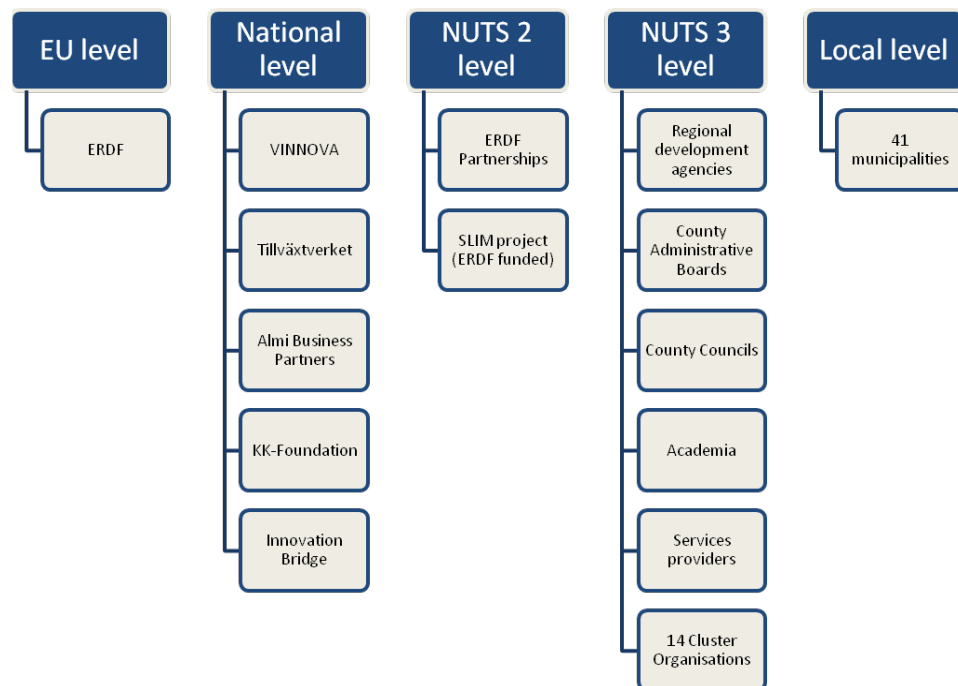 EU level
ERDF
National
level
VINNOVA
Tillväxtverket
Almi Business
Partners
KK-Foundation
Innovation
Bridge
NUTS 2
level
ERDF
Partnerships
SLIM project
(ERDF funded)
NUTS 3
level
Regional
development
agencies
County
Administrative
Boards
County Councils
Academia
Services
providers
14 Cluster
Organisations
Local level
41
municipalities